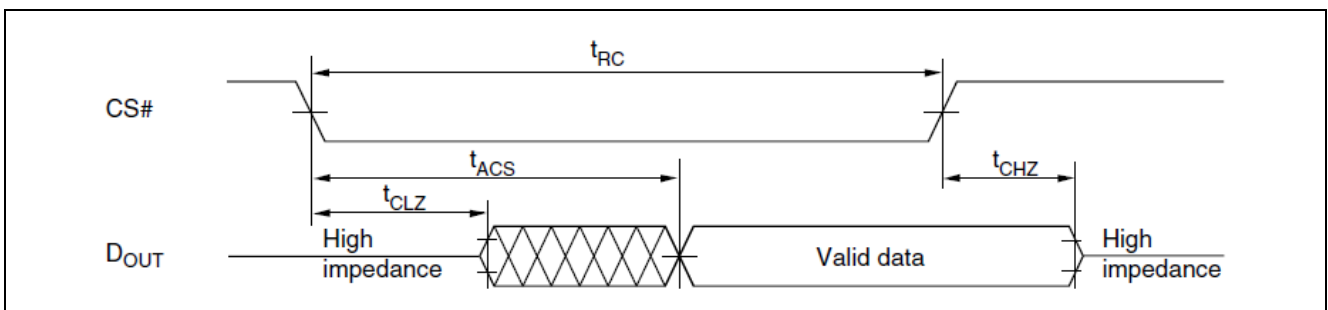 tRC
CS#
tACS
tCHZ
tCLZ
DOUT
High
impedance
Valid data
High
impedance